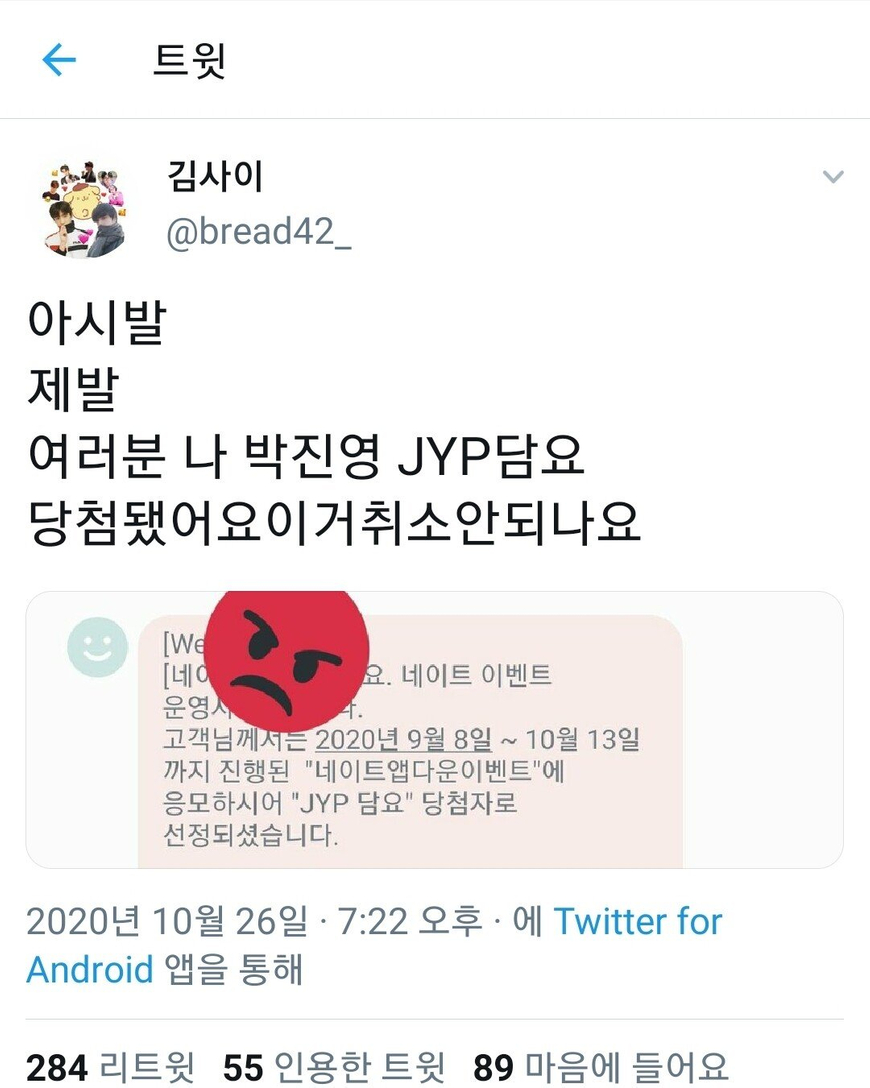 트윗
김사이
@bread42_
아시발
제발
여러분 나 박진영 JYP담요
당첨됐어요이거취소안되나요
[We
[네이 요. 네이트 이벤트
운영사 다.
고객님께서는 2020년 9월 8일 ~ 10월 13일
까지 진행된 "네이트앱다운이벤트"에
응모하시어 "JYP 담요" 당첨자로
선정되셨습니다.
2020년 10월 26일 · 7:22 오후 · 에 Twitter for
Android 앱을 통해
284 리트윗 55 인용한 트윗 89 마음에 들어요